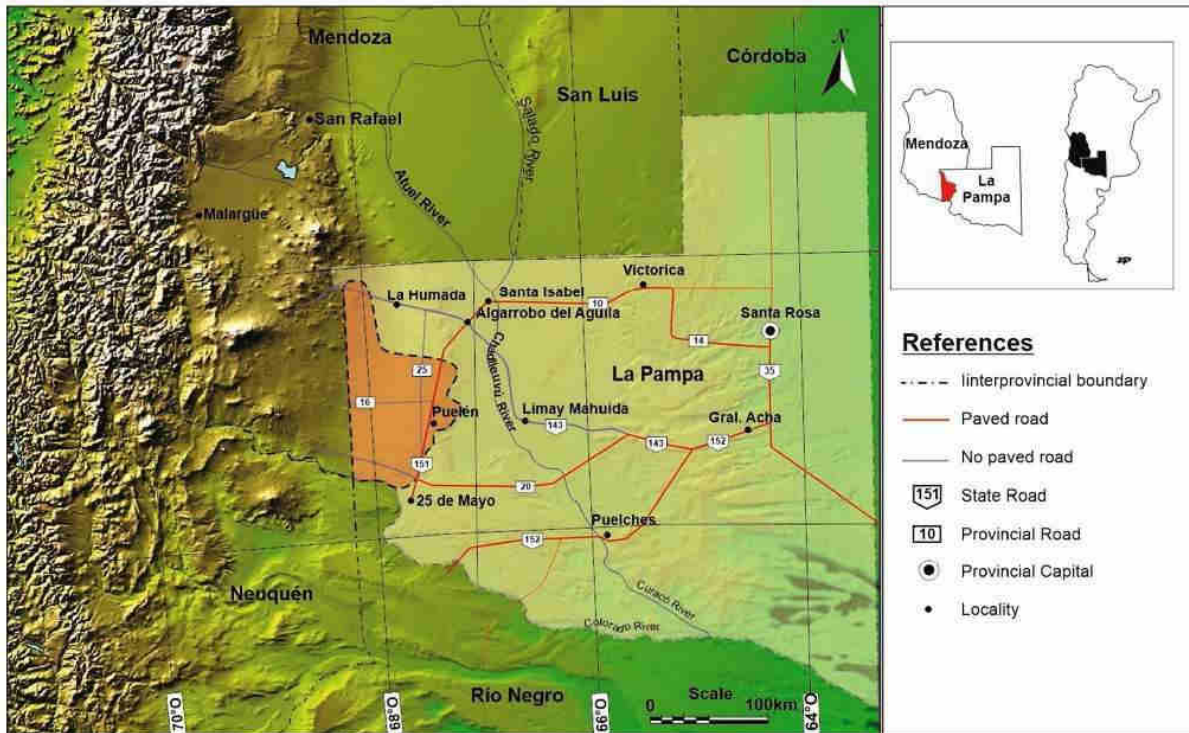 Mendoza
Córdoba
N
San Luis
San Rafael
Salado River
Atuel River
Malargüe
Victorica
La Humada
Santa Isabel
10
Algarrobo del Aguila
Santa Rosa
14
25
35
La Pampa
16
Puelén
Limay Mahuida
143
Gral. Acha
143
152
151
20
25 de Mayo
Puelches
152
Neuquén
Curacó River
Colorado River
Río Negro
Scale
0
100km
70°O
68°O
66°O
64°O
Mendoza
La
Pampa
References
Iinterprovincial boundary
Paved road
No paved road
151
State Road
10
Provincial Road
Provincial Capital
Locality